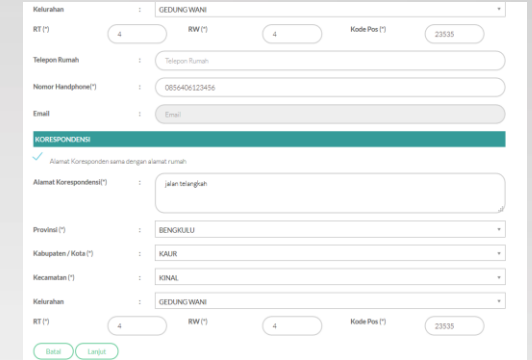 Kelurahan : GEDUNG WANI
RT (*) 4 RW (*) 4 Kode Pos (*) 23535
Telepon Rumah : Telepon Rumah
Nomor Handphone(*) : 0856406123456
Email : Email
KORESPONDENSI
Alamat Koresponden sama dengan alamat rumah
Alamat Korespondensi(*) : jalan telangkah
Provinsi (*) : BENGKULU
Kabupaten / Kota (*) : KAUR
Kecamatan (*) : KINAL
Kelurahan : GEDUNG WANI
RT (*) 4 RW (*) 4 Kode Pos (*) 23535
Batal Lanjut